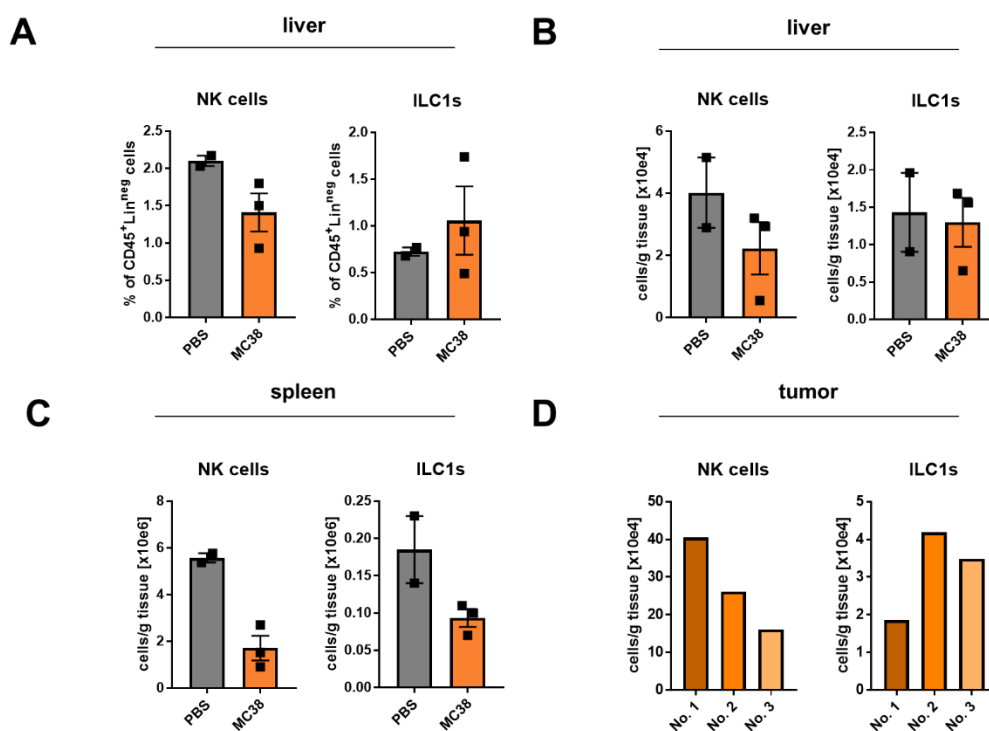 A
liver
NK cells
% of CD45⁺Lin^neg cells
2.5
2.0
1.5
1.0
0.5
0.0
PBS
MC38
ILC1s
% of CD45⁺Lin^neg cells
2.0
1.5
1.0
0.5
0.0
PBS
MC38
B
liver
NK cells
cells/g tissue [x10e4]
6
4
2
0
PBS
MC38
ILC1s
cells/g tissue [x10e4]
2.5
2.0
1.5
1.0
0.5
0.0
PBS
MC38
C
spleen
NK cells
cells/g tissue [x10e6]
8
6
4
2
0
PBS
MC38
ILC1s
cells/g tissue [x10e6]
0.25
0.20
0.15
0.10
0.05
0.00
PBS
MC38
D
tumor
NK cells
cells/g tissue [x10e4]
50
40
30
20
10
0
No. 1
No. 2
No. 3
ILC1s
cells/g tissue [x10e4]
5
4
3
2
1
0
No. 1
No. 2
No. 3